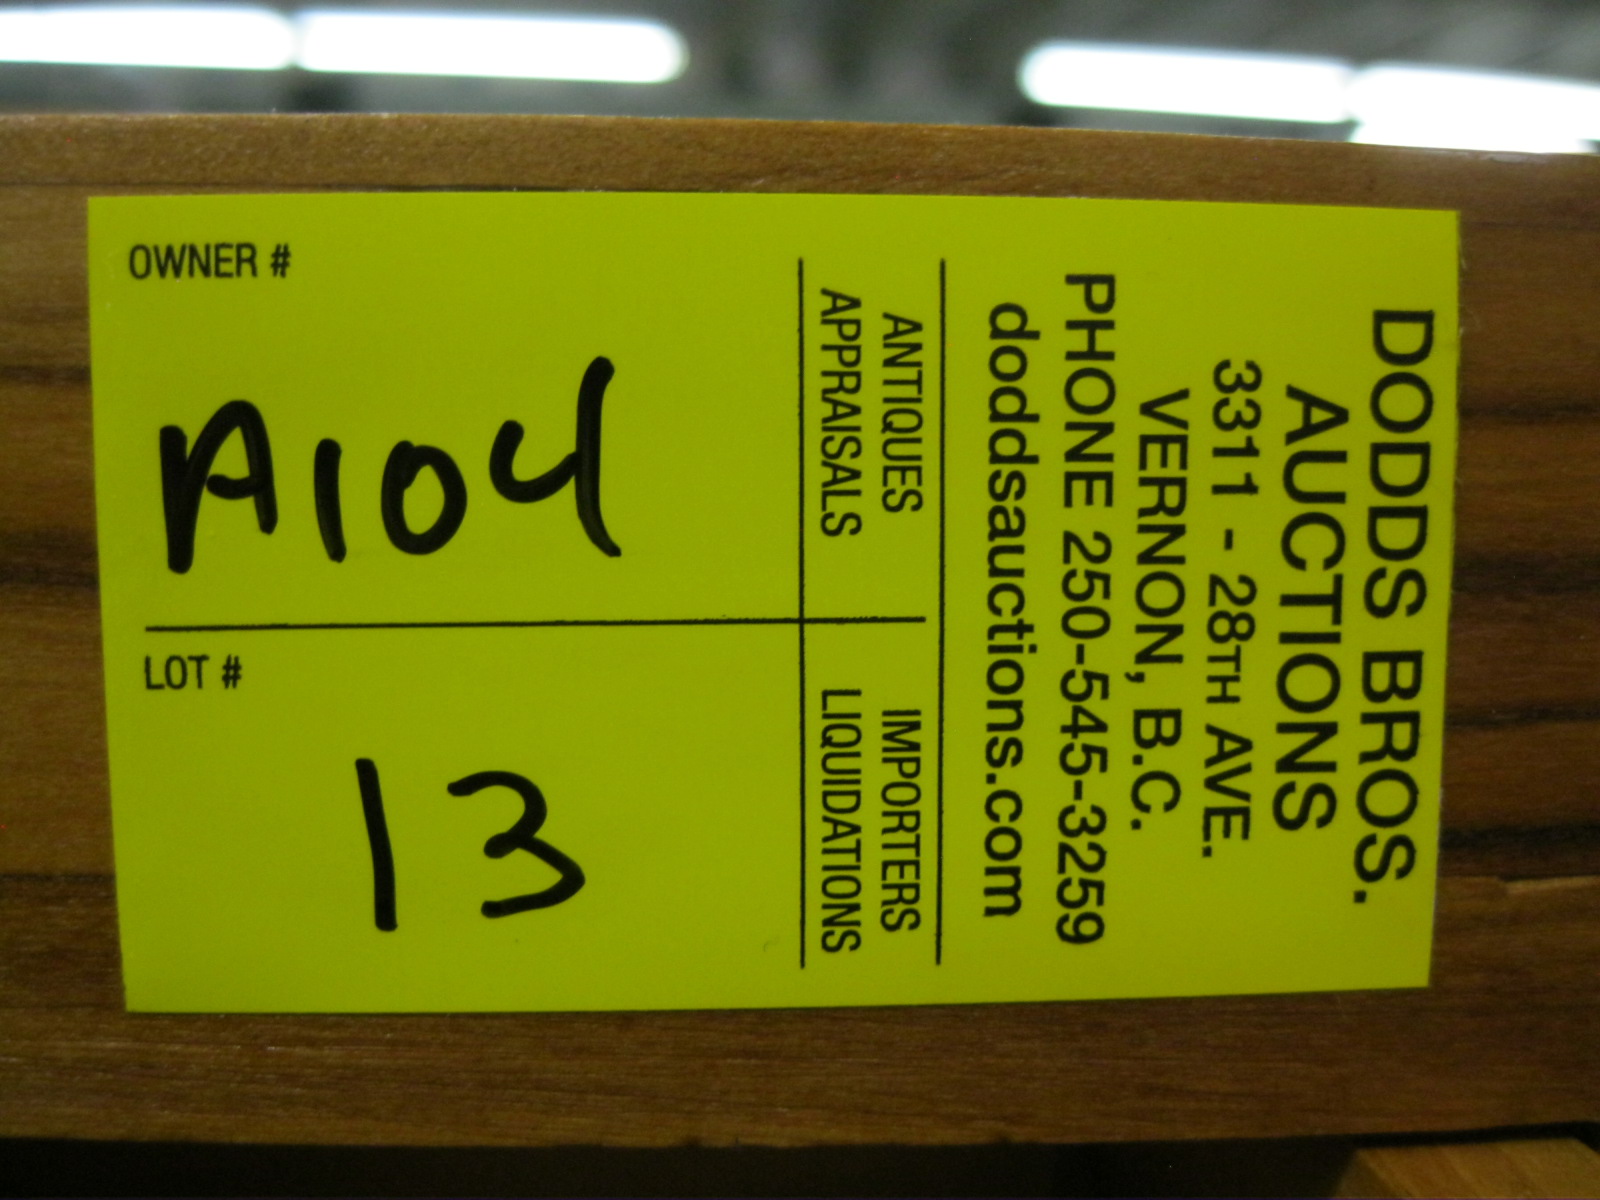 DODDS BROS.
AUCTIONS
3311 - 28TH AVE.
VERNON, B.C.
PHONE 250-545-3259
doddsauctions.com
ANTIQUES
APPRAISALS
IMPORTERS
LIQUIDATIONS
OWNER #
A104
LOT #
13